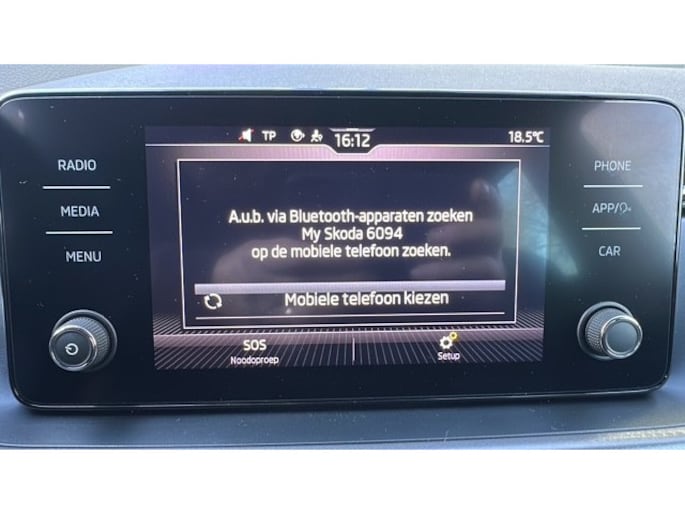 TP 16:12 18.5°C
RADIO
MEDIA
MENU
A.u.b. via Bluetooth-apparaten zoeken
My Skoda 6094
op de mobiele telefoon zoeken.
Mobiele telefoon kiezen
SOS
Noodoproep
Setup
PHONE
APP/
CAR